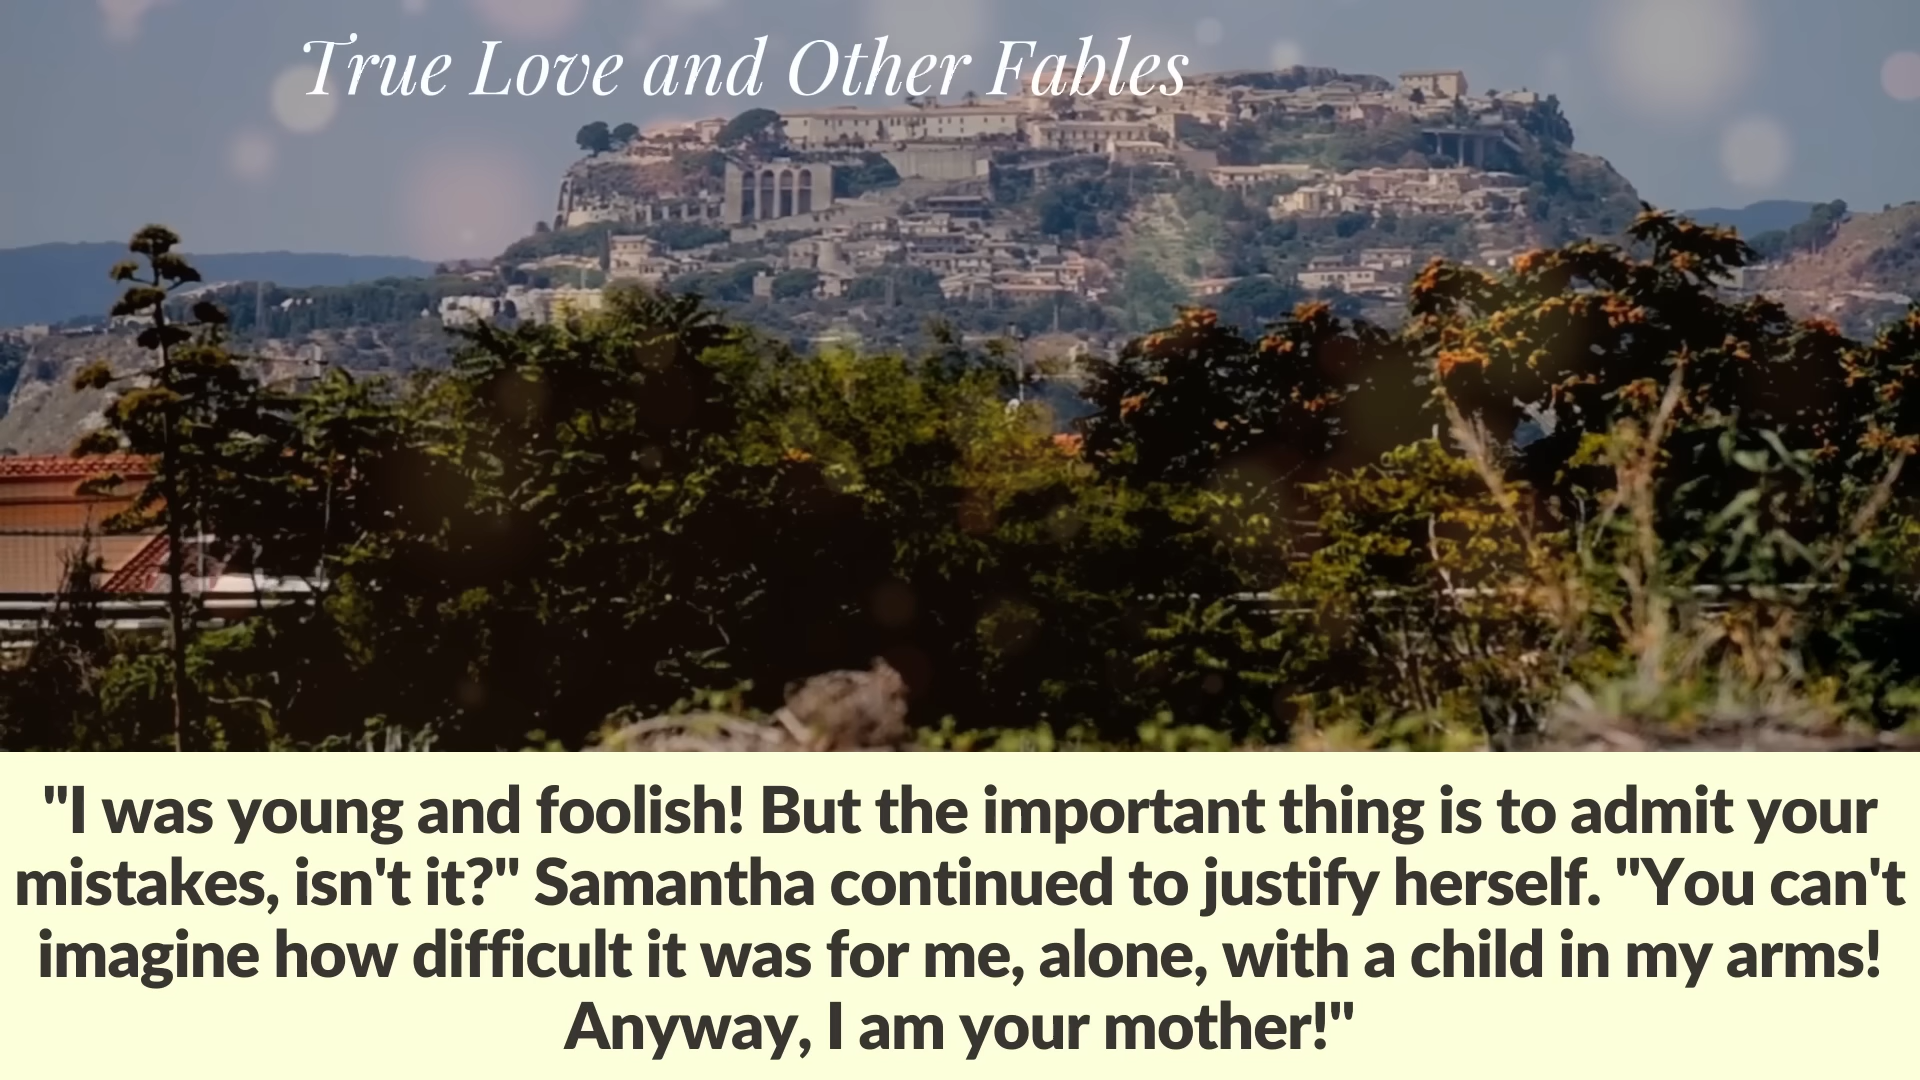 True Love and Other Fables
"I was young and foolish! But the important thing is to admit your
mistakes, isn't it?" Samantha continued to justify herself. "You can't
imagine how difficult it was for me, alone, with a child in my arms!
Anyway, I am your mother!"